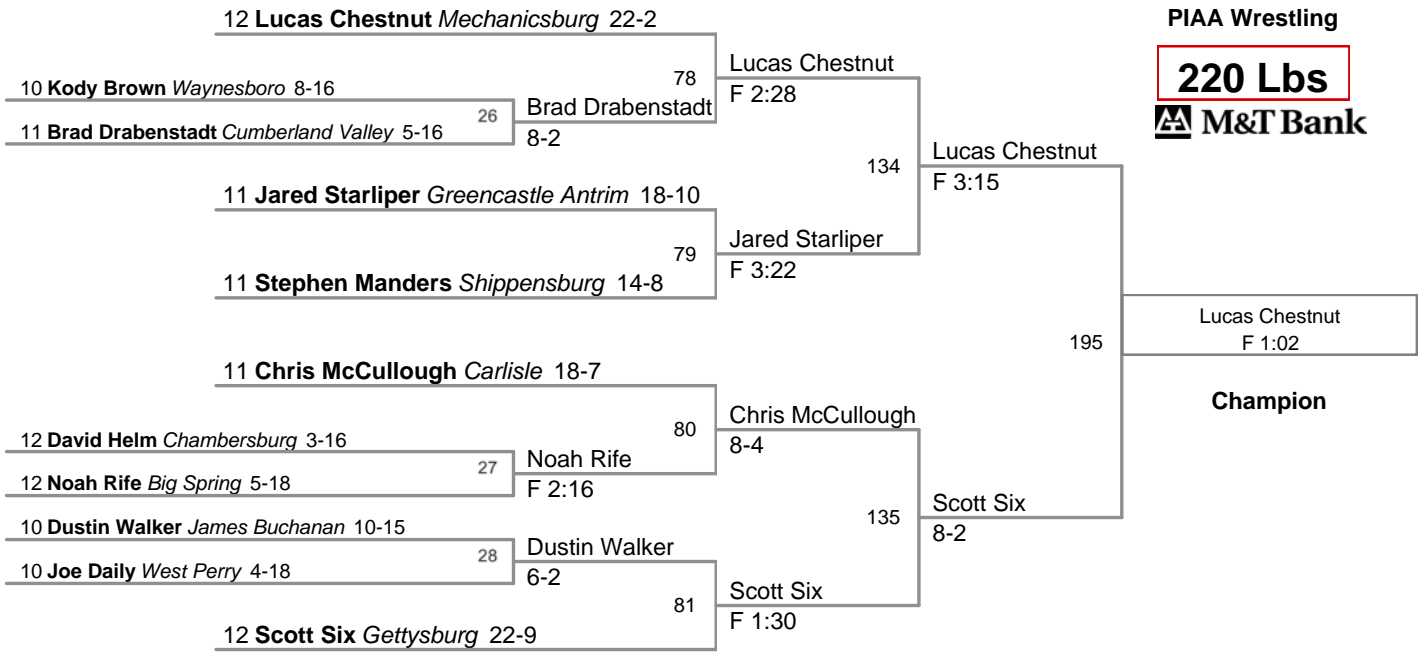 12 Lucas Chestnut Mechanicsburg 22-2
PIAA Wrestling
220 Lbs
M&T Bank
78
Lucas Chestnut
F 2:28
10 Kody Brown Waynesboro 8-16
26
Brad Drabenstadt
8-2
11 Brad Drabenstadt Cumberland Valley 5-16
134
Lucas Chestnut
F 3:15
11 Jared Starliper Greencastle Antrim 18-10
79
Jared Starliper
F 3:22
11 Stephen Manders Shippensburg 14-8
195
Lucas Chestnut
F 1:02
Champion
11 Chris McCullough Carlisle 18-7
80
Chris McCullough
8-4
12 David Helm Chambersburg 3-16
27
Noah Rife
F 2:16
12 Noah Rife Big Spring 5-18
135
Scott Six
8-2
10 Dustin Walker James Buchanan 10-15
28
Dustin Walker
6-2
10 Joe Daily West Perry 4-18
81
Scott Six
F 1:30
12 Scott Six Gettysburg 22-9